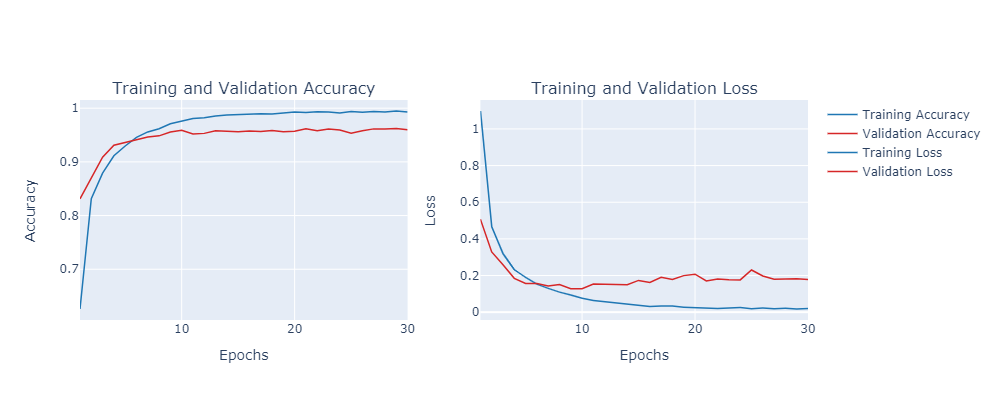 Training and Validation Accuracy
1
0.9
0.8
0.7
Accuracy
10
20
30
Epochs
Training and Validation Loss
1
0.8
0.6
0.4
0.2
0
Loss
10
20
30
Epochs
Training Accuracy
Validation Accuracy
Training Loss
Validation Loss